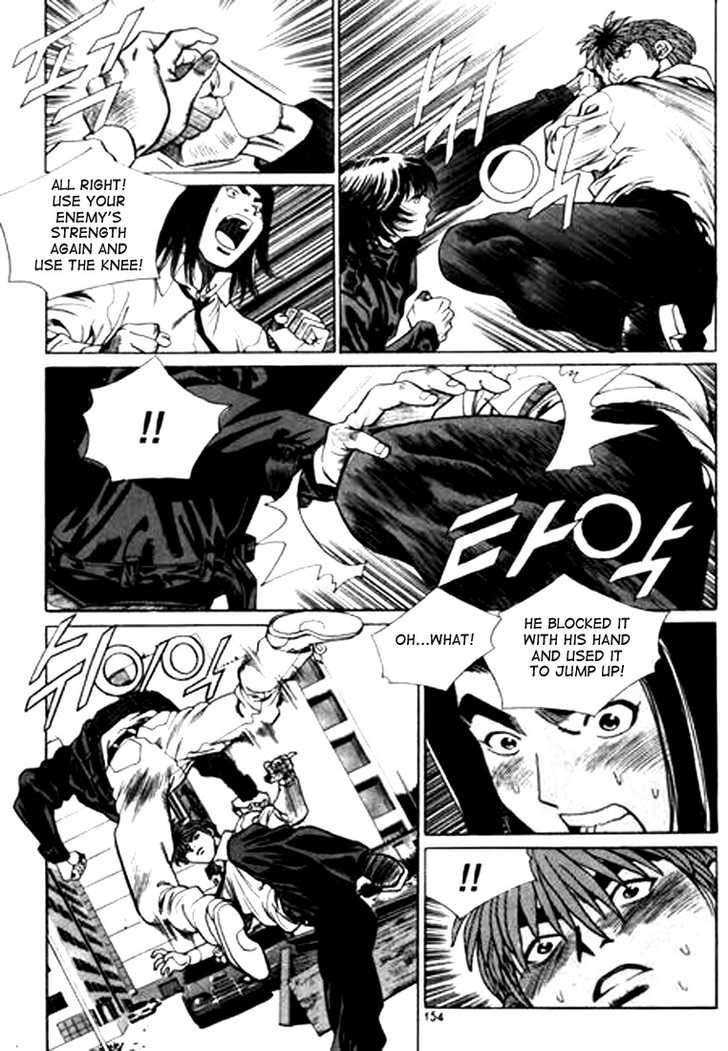 ALL RIGHT!
USE YOUR
ENEMY'S
STRENGTH
AGAIN AND
USE THE KNEE!
!!
타악
OH...WHAT!
HE BLOCKED IT
WITH HIS HAND
AND USED IT
TO JUMP UP!
!!
154